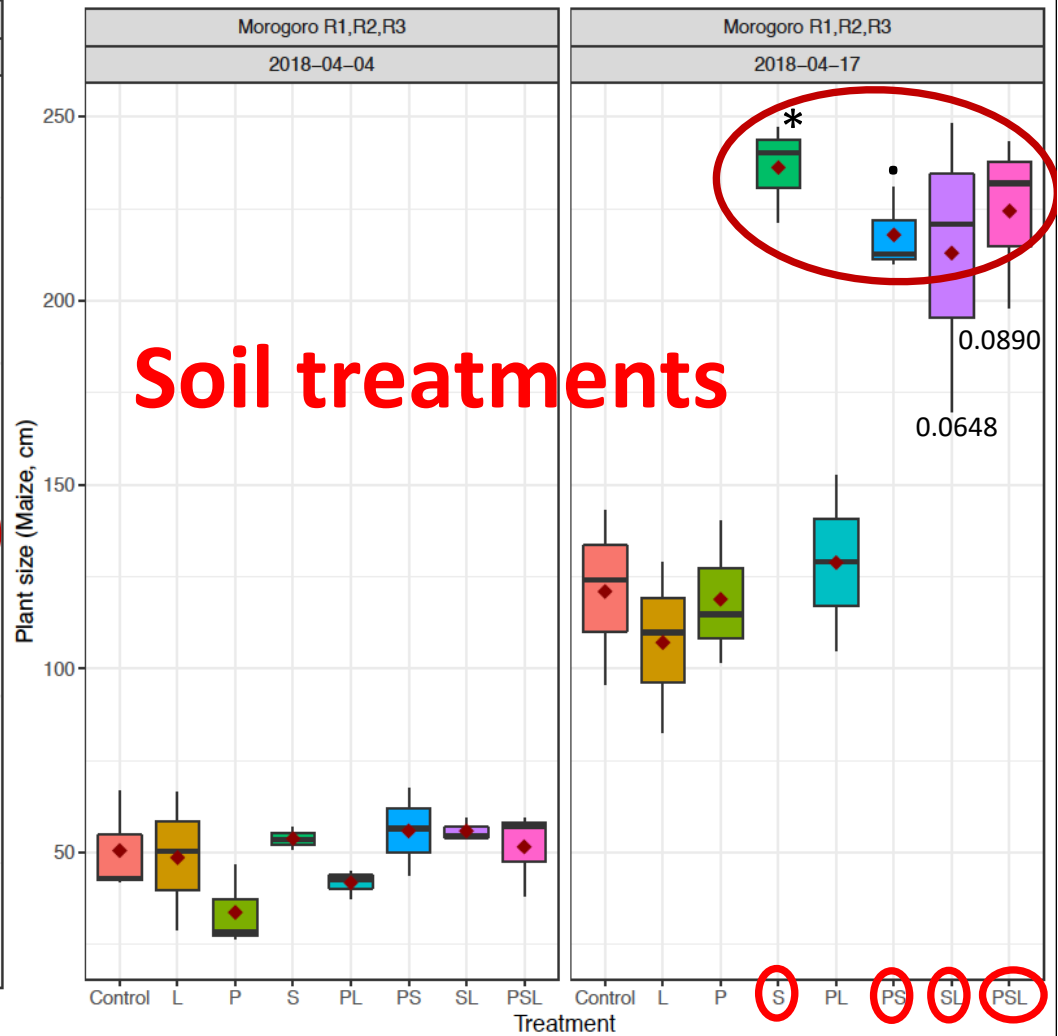 Morogoro R1,R2,R3
2018–04–04
Morogoro R1,R2,R3
2018–04–17
Plant size (Maize, cm)
250
200
150
100
50
*
.
0.0890
0.0648
Soil treatments
Control L P S PL PS SL PSL
Control L P S PL PS SL PSL
Treatment